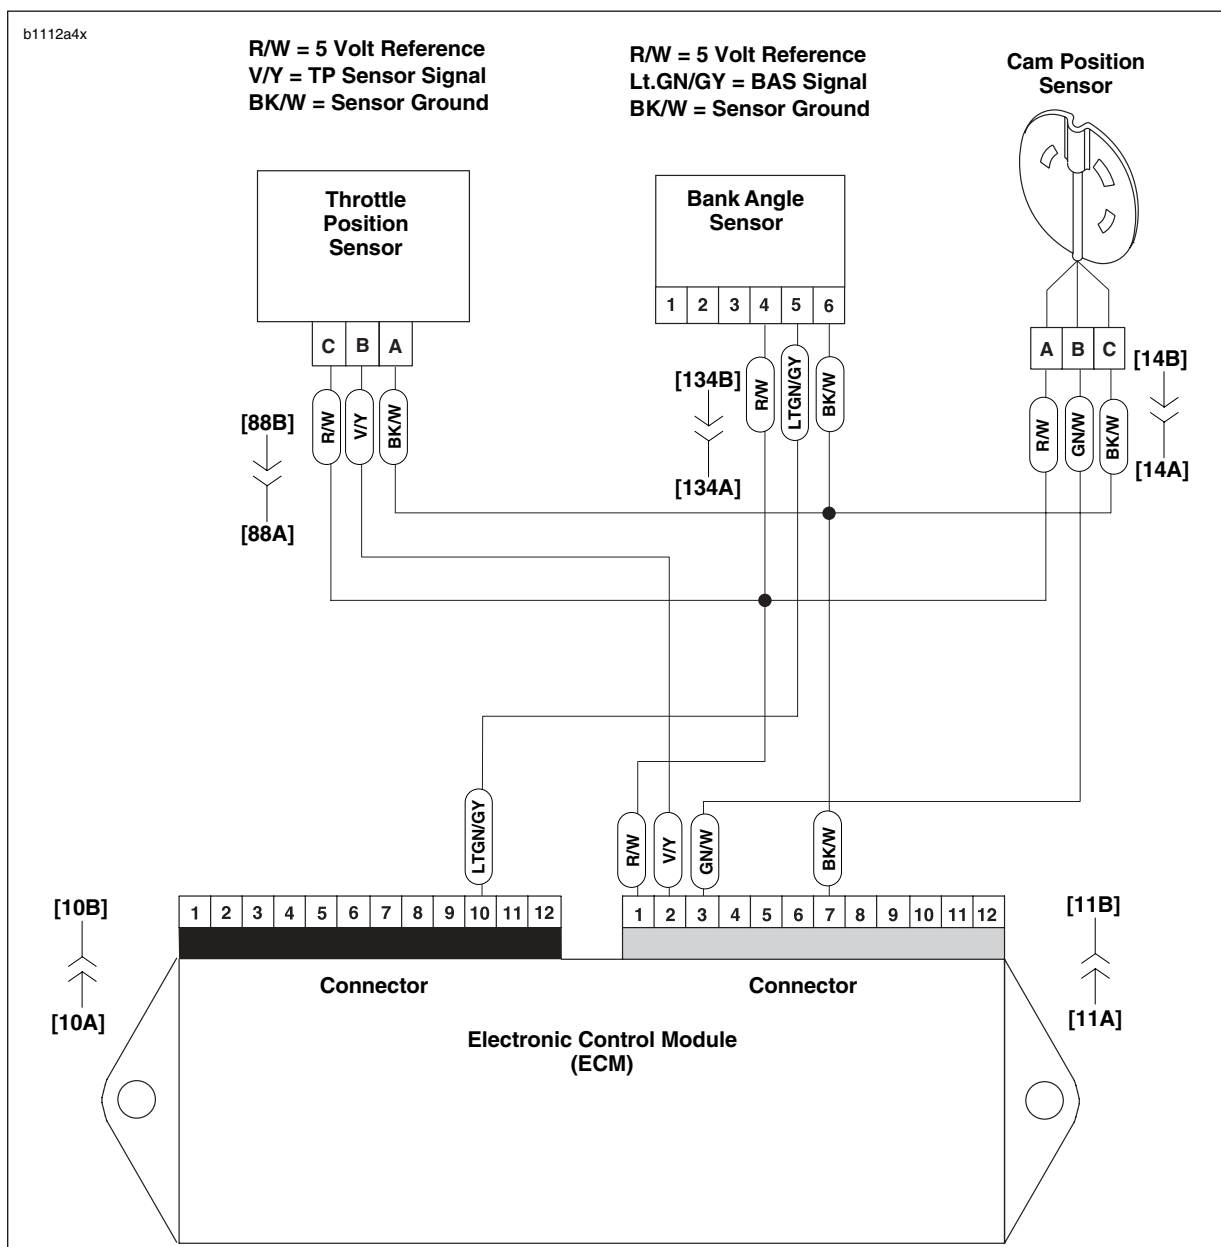 b1112a4x
R/W = 5 Volt Reference
V/Y = TP Sensor Signal
BK/W = Sensor Ground
R/W = 5 Volt Reference
Lt.GN/GY = BAS Signal
BK/W = Sensor Ground
Cam Position
Sensor
Throttle
Position
Sensor
Bank Angle
Sensor
1 2 3 4 5 6
C B A
A B C
[14B]
[14A]
[134B]
[134A]
[88B]
[88A]
R/W
V/Y
BK/W
R/W
LTGN/GY
BK/W
R/W
GN/W
BK/W
LTGN/GY
R/W
V/Y
GN/W
BK/W
[10B]
[10A]
1 2 3 4 5 6 7 8 9 10 11 12
1 2 3 4 5 6 7 8 9 10 11 12
[11B]
[11A]
Connector
Connector
Electronic Control Module
(ECM)